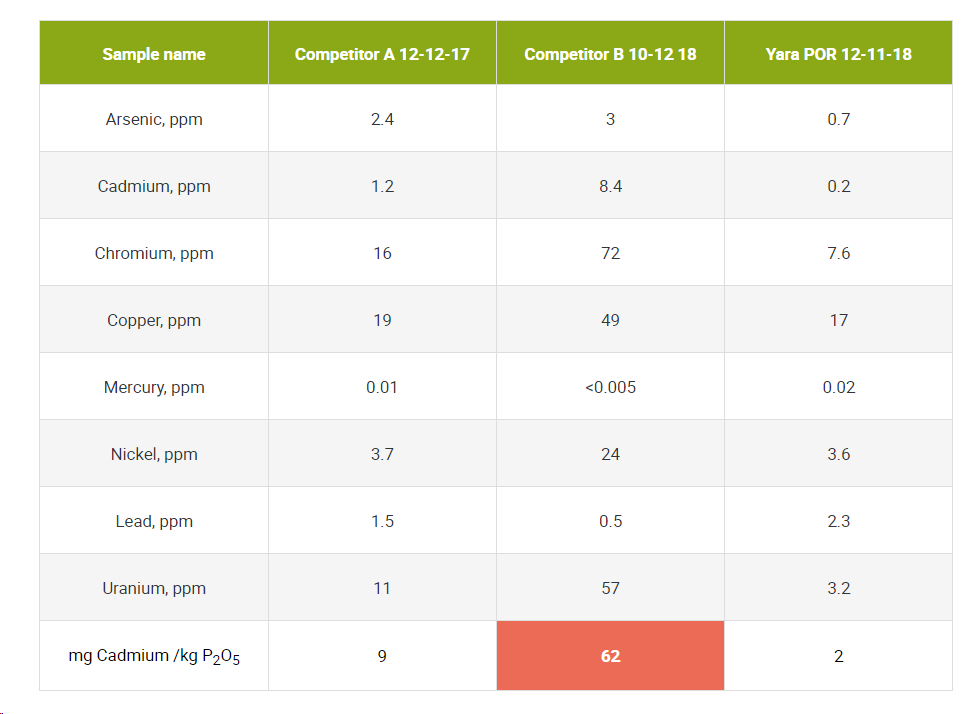 Sample name Competitor A 12-12-17 Competitor B 10-12 18 Yara POR 12-11-18
Arsenic, ppm 2.4 3 0.7
Cadmium, ppm 1.2 8.4 0.2
Chromium, ppm 16 72 7.6
Copper, ppm 19 49 17
Mercury, ppm 0.01 <0.005 0.02
Nickel, ppm 3.7 24 3.6
Lead, ppm 1.5 0.5 2.3
Uranium, ppm 11 57 3.2
mg Cadmium /kg P₂O₅ 9 62 2